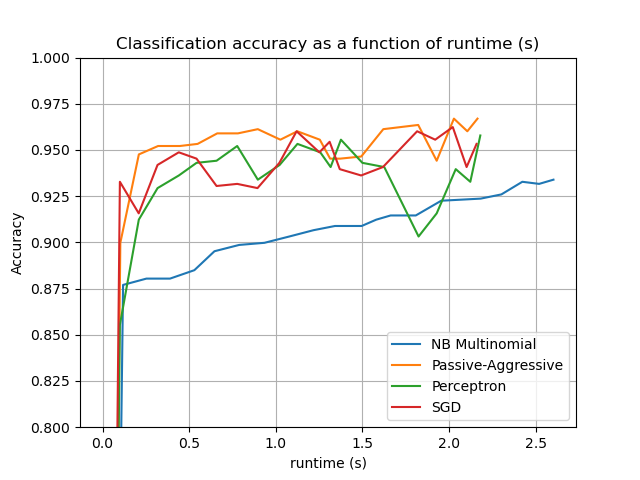 Classification accuracy as a function of runtime (s)
1.000
0.975
0.950
0.925
0.900
0.875
0.850
0.825
0.800
Accuracy
NB Multinomial
Passive-Aggressive
Perceptron
SGD
0.0 0.5 1.0 1.5 2.0 2.5
runtime (s)